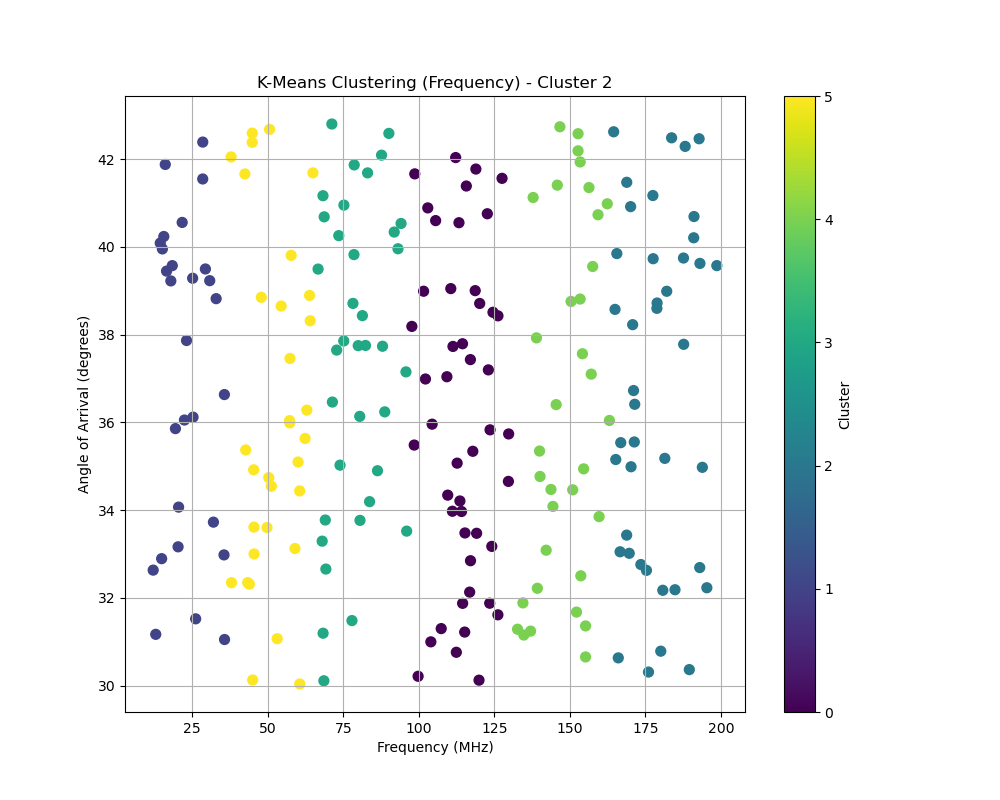 K-Means Clustering (Frequency) - Cluster 2
42
40
38
36
34
32
30
Angle of Arrival (degrees)
25 50 75 100 125 150 175 200
Frequency (MHz)
5
4
3
2
1
0
Cluster